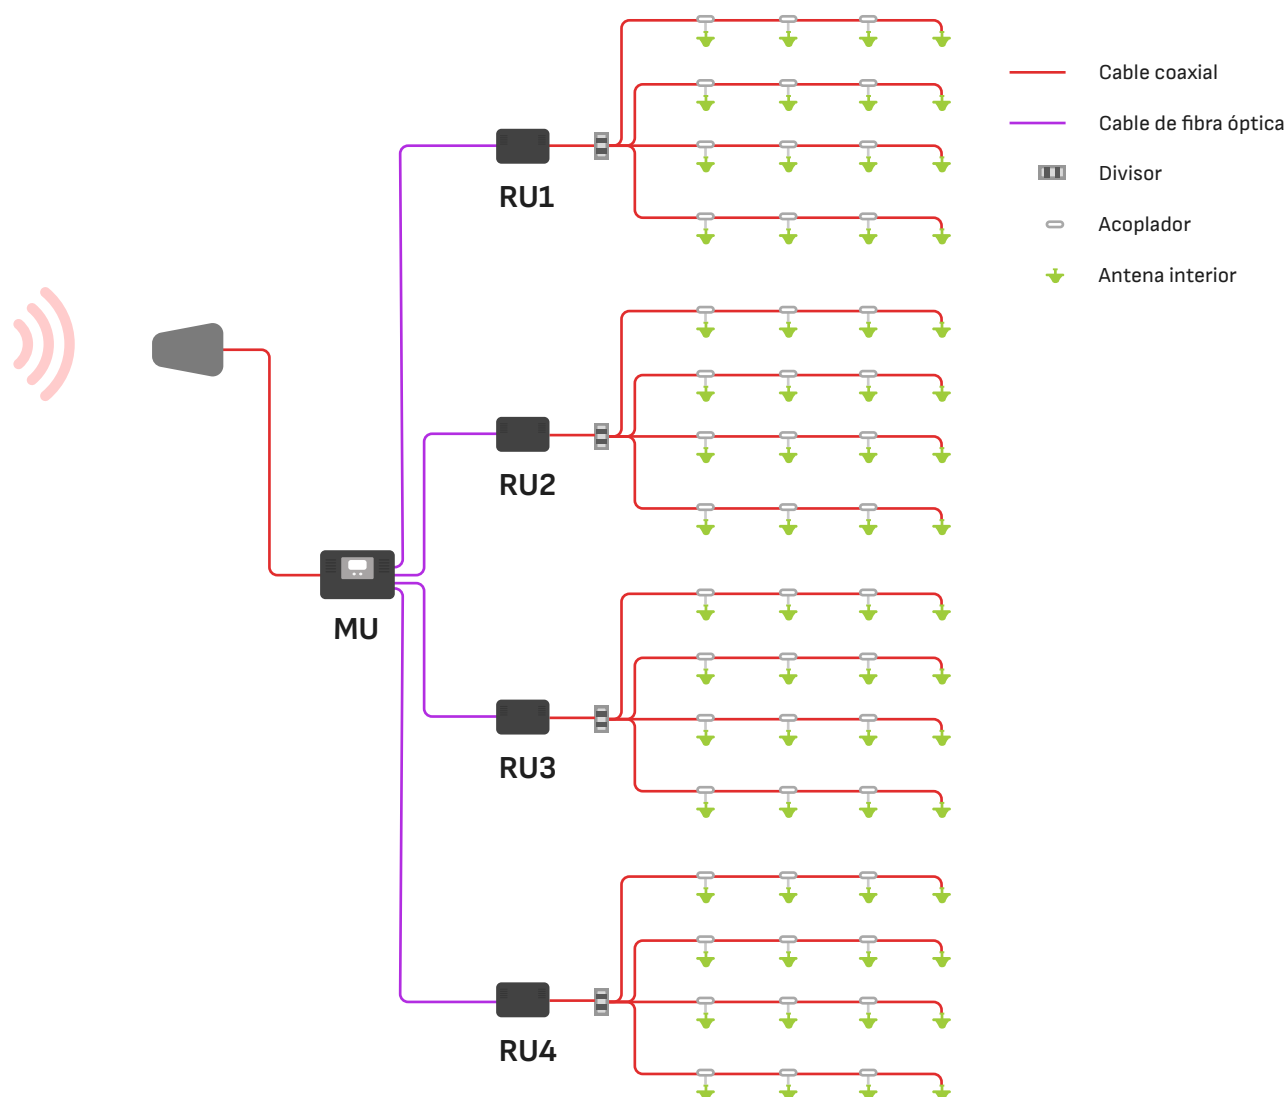 Cable coaxial
Cable de fibra óptica
Divisor
Acoplador
Antena interior
RU1
RU2
MU
RU3
RU4